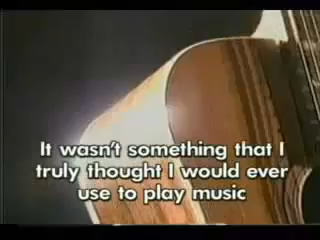 It wasn't something that I
truly thought I would ever
use to play music